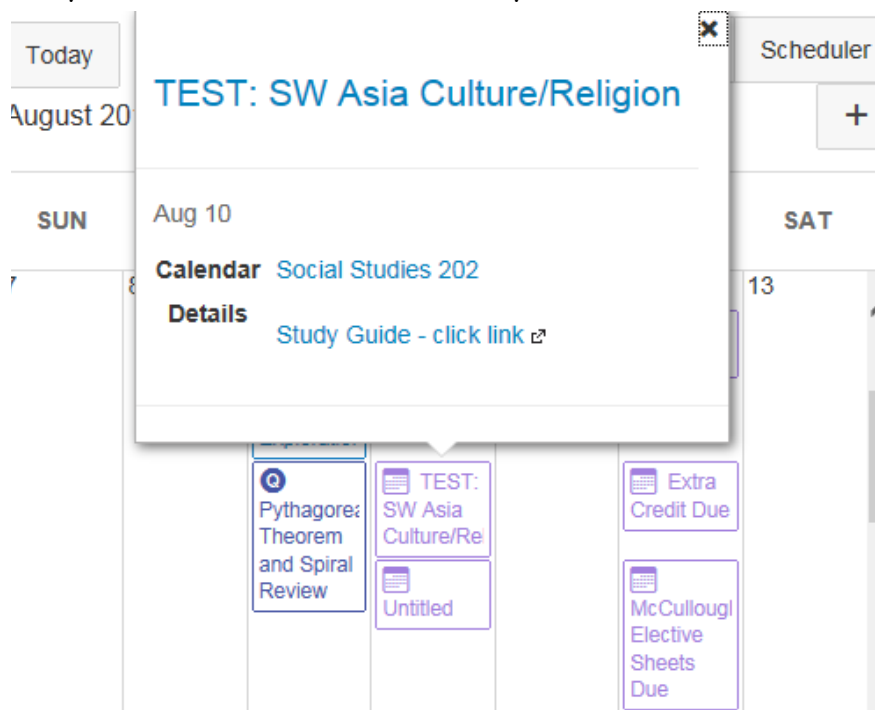 Today
Scheduler
August 20
+
TEST: SW Asia Culture/Religion
Aug 10
Calendar Social Studies 202
Details
Study Guide - click link
SUN
SAT
13
Q
Pythagorea
Theorem
and Spiral
Review
TEST:
SW Asia
Culture/Re
Untitled
Extra
Credit Due
McCullough
Elective
Sheets
Due